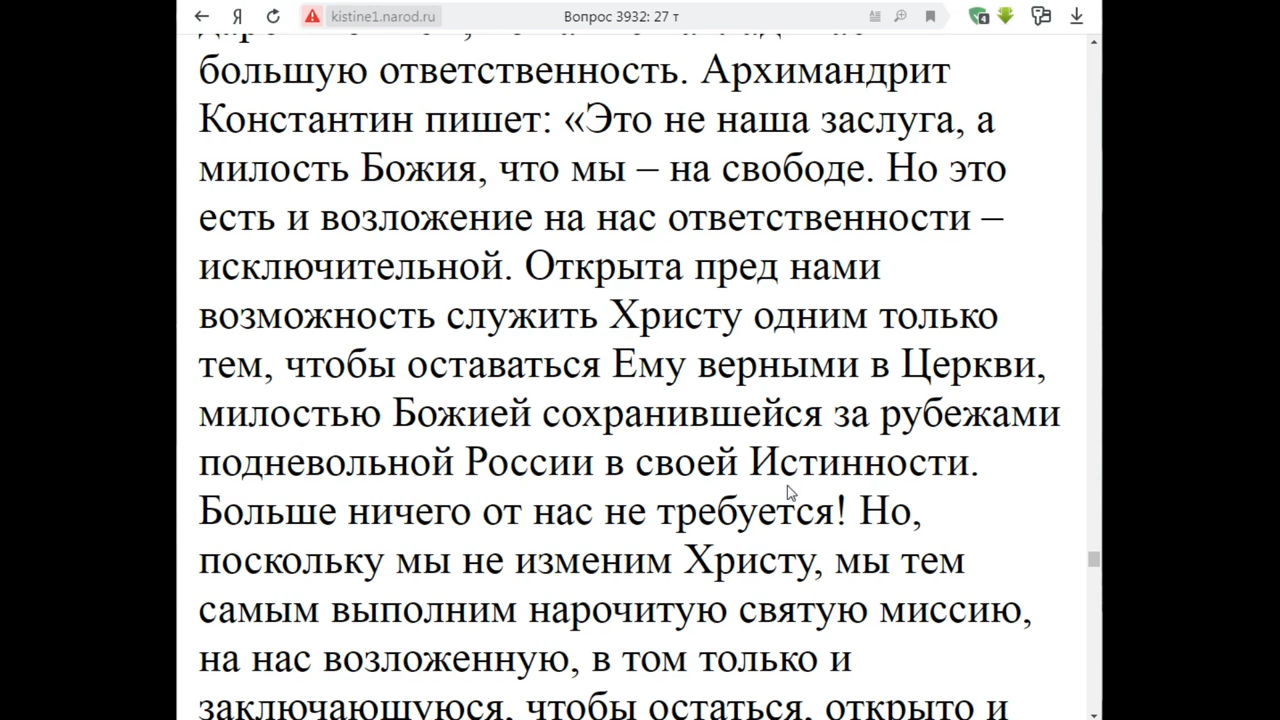 Я
kistine1.narod.ru
Вопрос 3932: 27 т
4
большую ответственность. Архимандрит
Константин пишет: «Это не наша заслуга, а
милость Божия, что мы – на свободе. Но это
есть и возложение на нас ответственности –
исключительной. Открыта пред нами
возможность служить Христу одним только
тем, чтобы оставаться Ему верными в Церкви,
милостью Божией сохранившейся за рубежами
подневольной России в своей Истинности.
Больше ничего от нас не требуется! Но,
поскольку мы не изменим Христу, мы тем
самым выполним нарочитую святую миссию,
на нас возложенную, в том только и
заключающуюся, чтобы остаться, открыто и